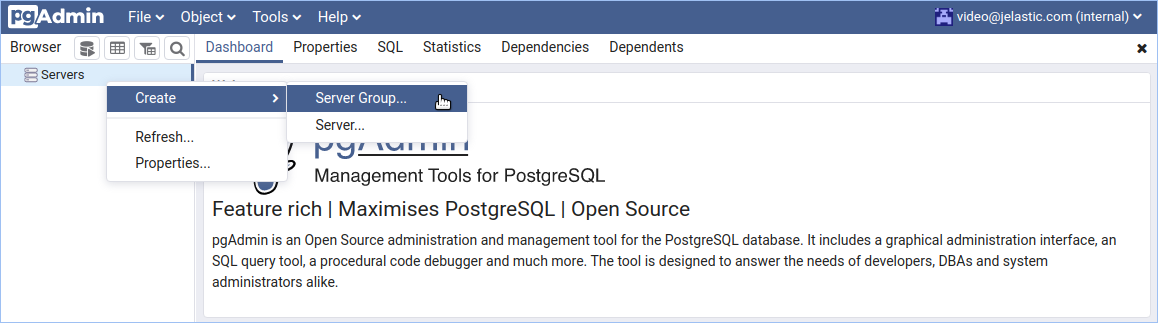 pgAdmin File Object Tools Help video@jelastic.com (internal)
Browser Dashboard Properties SQL Statistics Dependencies Dependents
Servers
Create Server Group...
Server...
Refresh...
Properties...
pgAdmin
Management Tools for PostgreSQL
Feature rich | Maximises PostgreSQL | Open Source
pgAdmin is an Open Source administration and management tool for the PostgreSQL database. It includes a graphical administration interface, an
SQL query tool, a procedural code debugger and much more. The tool is designed to answer the needs of developers, DBAs and system
administrators alike.